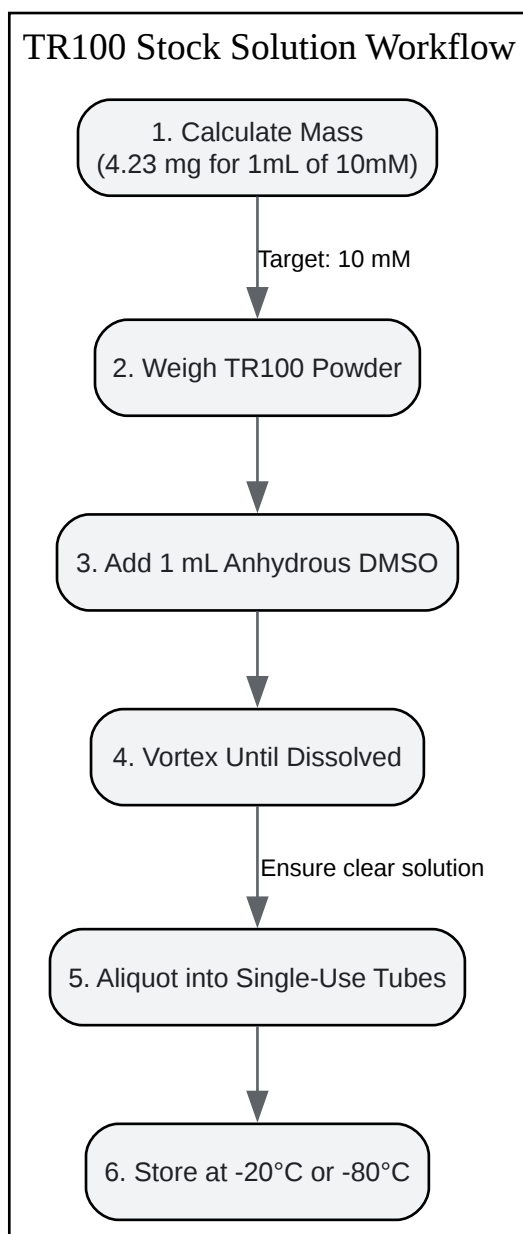 TR100 Stock Solution Workflow
1. Calculate Mass
(4.23 mg for 1mL of 10mM)
Target: 10 mM
2. Weigh TR100 Powder
3. Add 1 mL Anhydrous DMSO
4. Vortex Until Dissolved
Ensure clear solution
5. Aliquot into Single-Use Tubes
6. Store at -20°C or -80°C